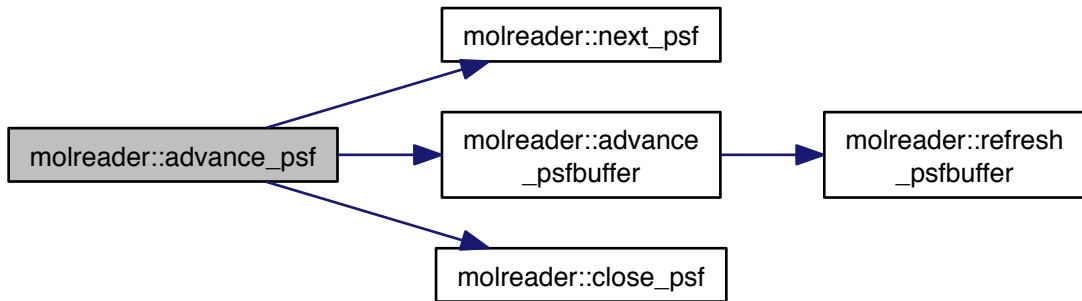 molreader::next_psf
molreader::advance_psf
molreader::advance
_psfbuffer
molreader::refresh
_psfbuffer
molreader::close_psf